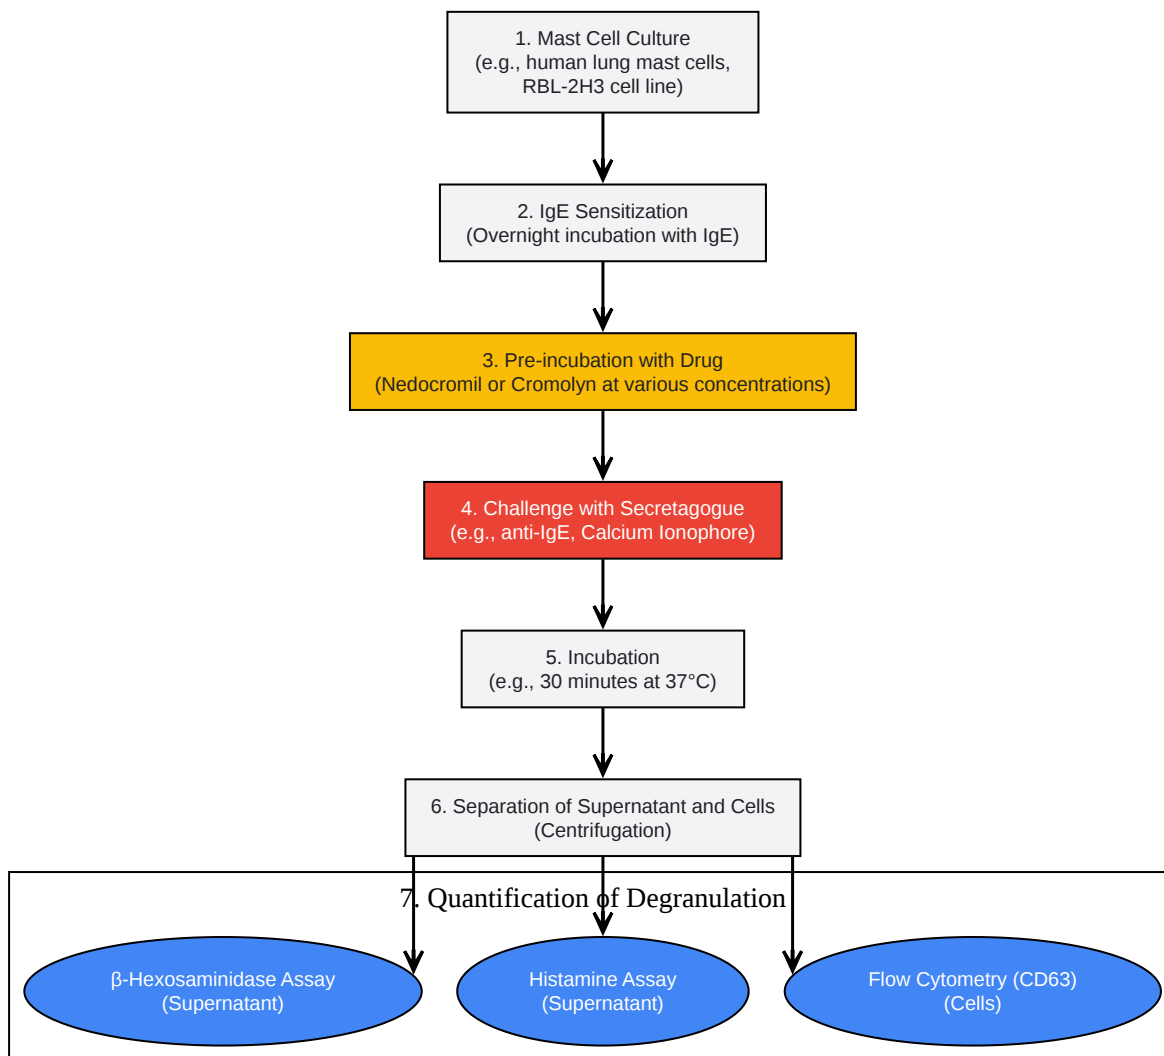 1. Mast Cell Culture
(e.g., human lung mast cells,
RBL-2H3 cell line)
2. IgE Sensitization
(Overnight incubation with IgE)
3. Pre-incubation with Drug
(Nedocromil or Cromolyn at various concentrations)
4. Challenge with Secretagogue
(e.g., anti-IgE, Calcium Ionophore)
5. Incubation
(e.g., 30 minutes at 37°C)
6. Separation of Supernatant and Cells
(Centrifugation)
7. Quantification of Degranulation
β-Hexosaminidase Assay
(Supernatant)
Histamine Assay
(Supernatant)
Flow Cytometry (CD63)
(Cells)